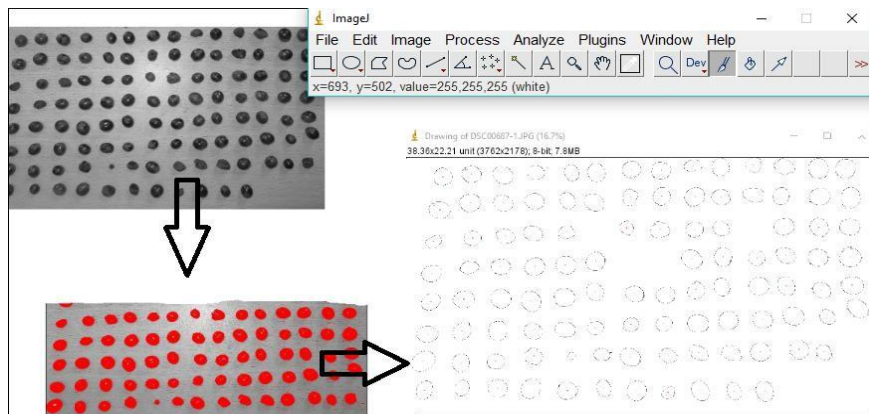 ImageJ
File Edit Image Process Analyze Plugins Window Help
A Dev >>
x=693, y=502, value=255,255,255 (white)
Drawing of DSC00687-1.JPG (16.7%)
38.36x22.21 unit (3762x2178); 8-bit; 7.8MB